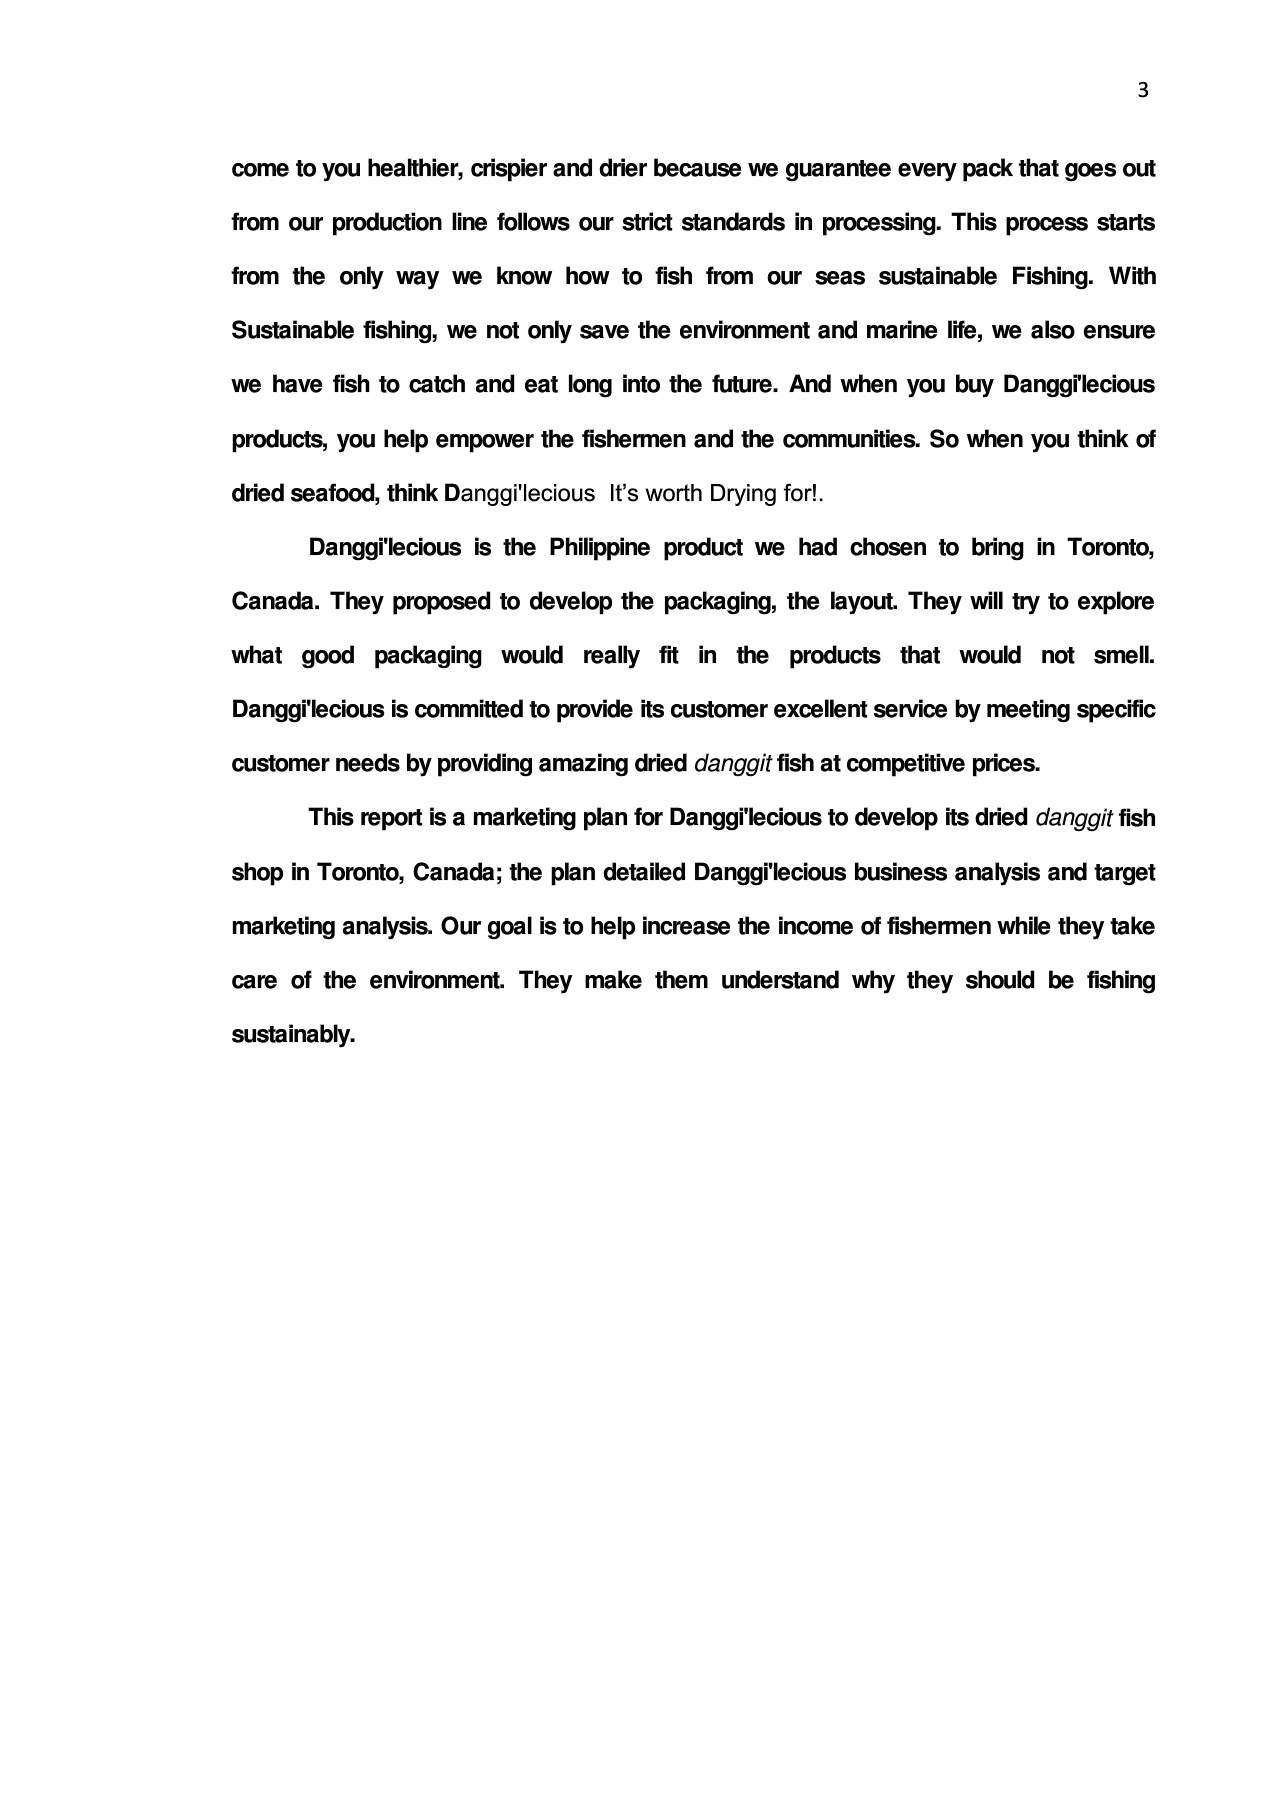 3
come to you healthier, crispier and drier because we guarantee every pack that goes out
from our production line follows our strict standards in processing. This process starts
from the only way we know how to fish from our seas sustainable Fishing. With
Sustainable fishing, we not only save the environment and marine life, we also ensure
we have fish to catch and eat long into the future. And when you buy Danggi'lecious
products, you help empower the fishermen and the communities. So when you think of
dried seafood, think Danggi'lecious  It’s worth Drying for!.
Danggi'lecious is the Philippine product we had chosen to bring in Toronto,
Canada. They proposed to develop the packaging, the layout. They will try to explore
what good packaging would really fit in the products that would not smell.
Danggi'lecious is committed to provide its customer excellent service by meeting specific
customer needs by providing amazing dried danggit fish at competitive prices.
This report is a marketing plan for Danggi'lecious to develop its dried danggit fish
shop in Toronto, Canada; the plan detailed Danggi'lecious business analysis and target
marketing analysis. Our goal is to help increase the income of fishermen while they take
care of the environment. They make them understand why they should be fishing
sustainably.